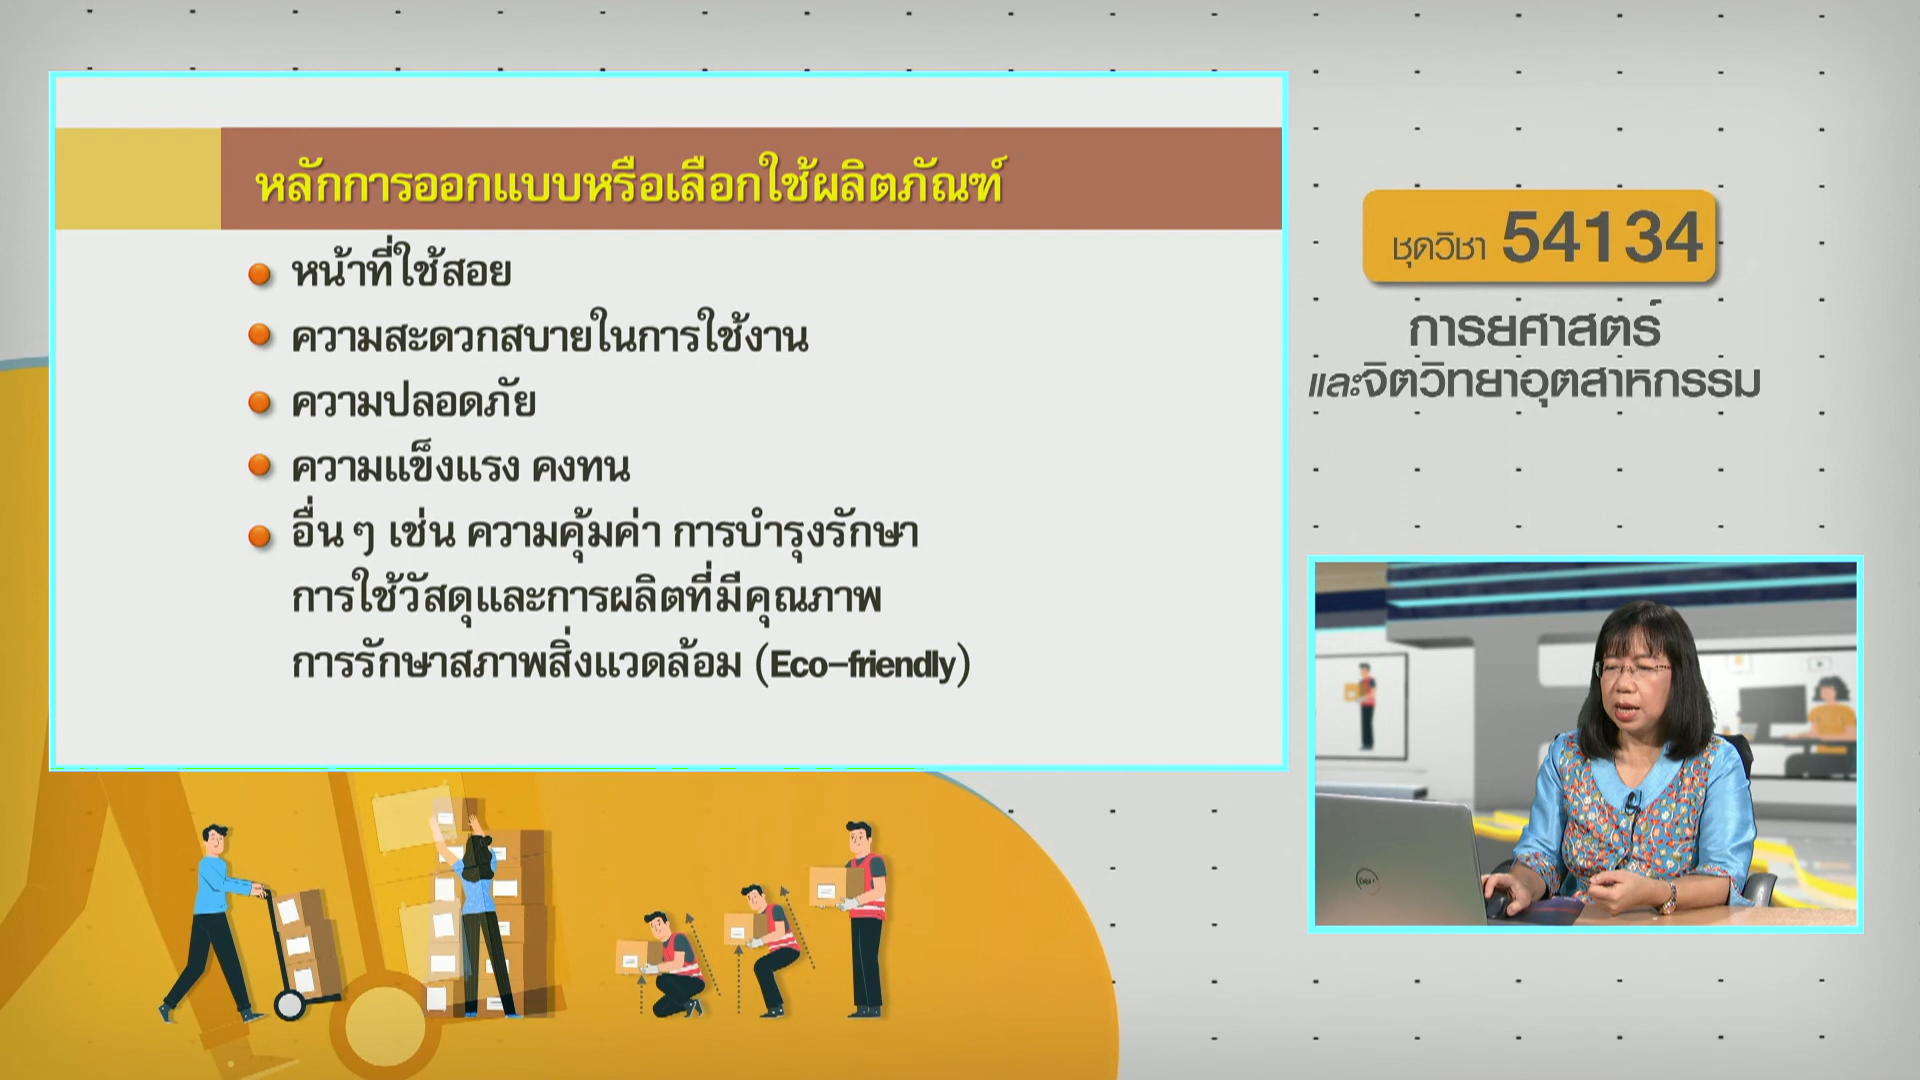 หลักการออกแบบหรือเลือกใช้ผลิตภัณฑ์
หน้าที่ใช้สอย
ความสะดวกสบายในการใช้งาน
ความปลอดภัย
ความแข็งแรง คงทน
อื่น ๆ เช่น ความคุ้มค่า การบำรุงรักษา
การใช้วัสดุและการผลิตที่มีคุณภาพ
การรักษาสภาพสิ่งแวดล้อม (Eco-friendly)
ชุดวิชา 54134
การยศาสตร์
และจิตวิทยาอุตสาหกรรม
DELL